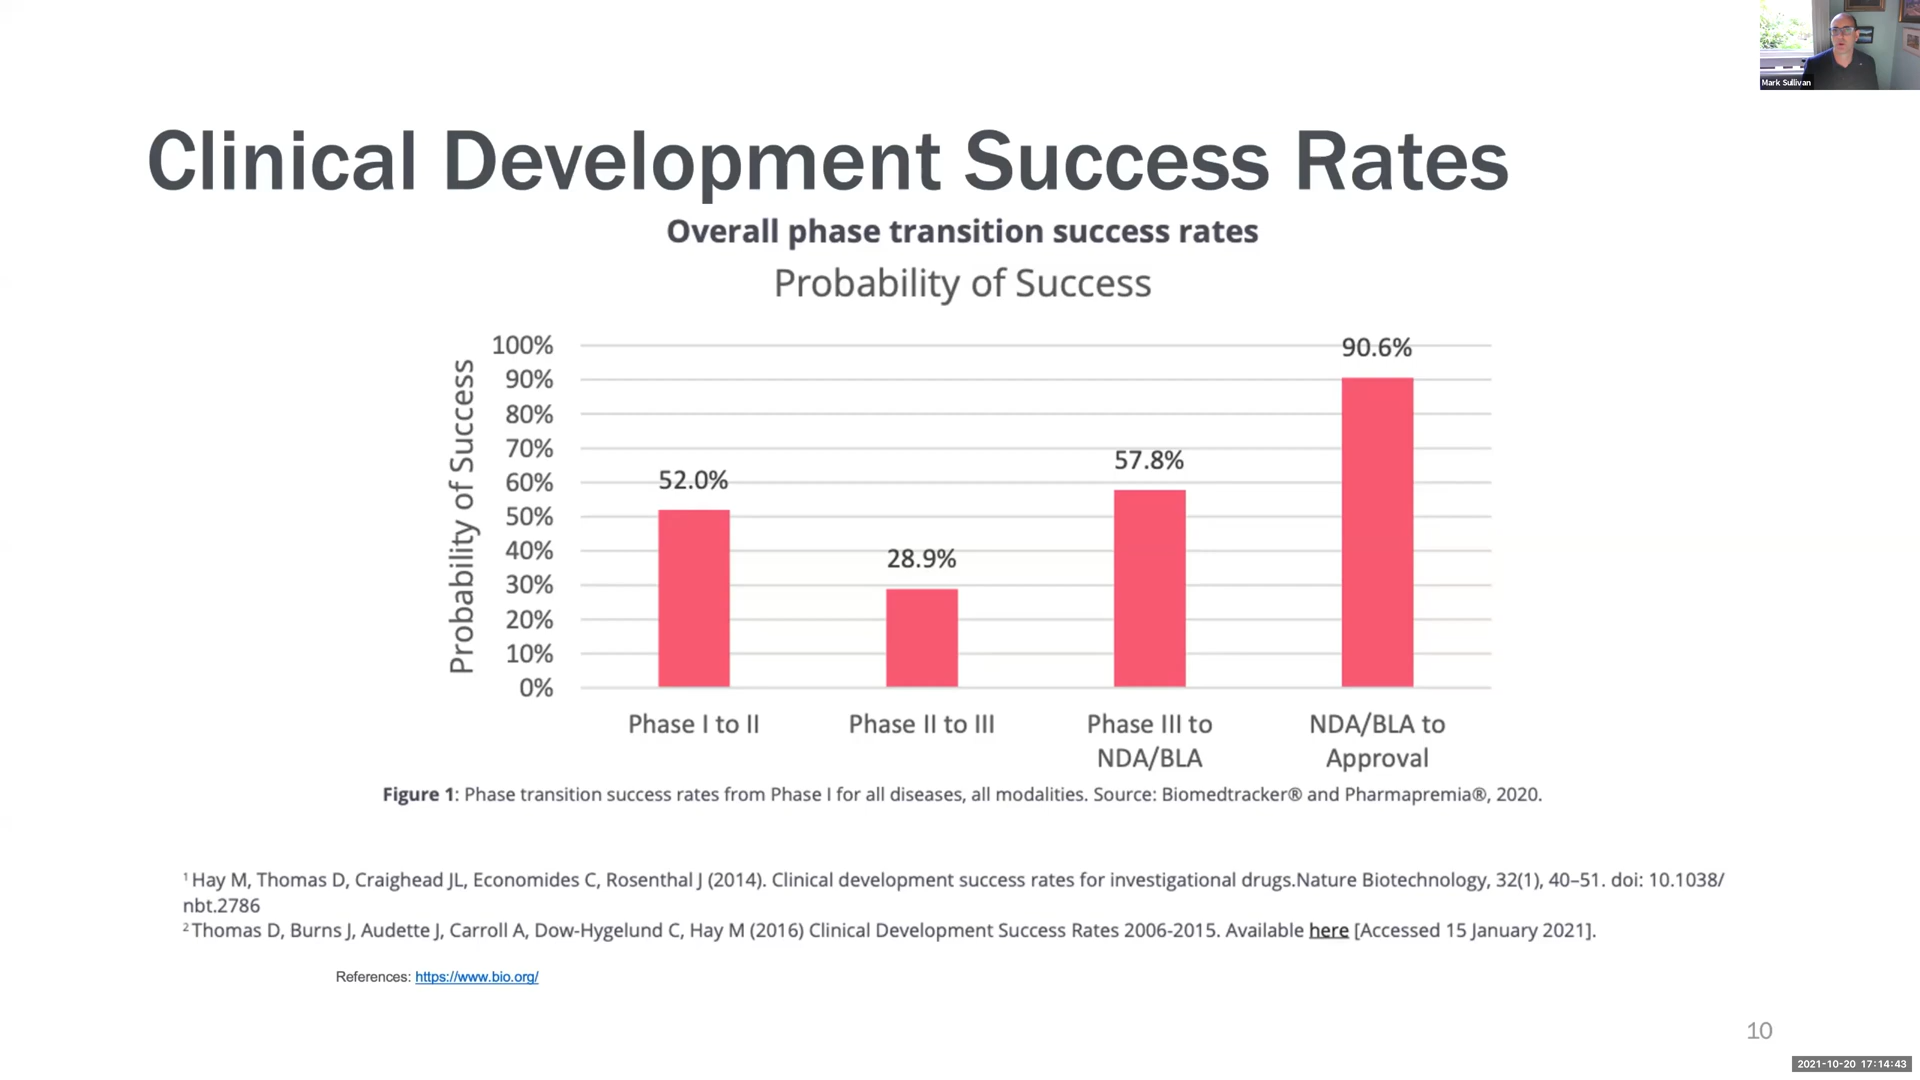 Mark Sullivan
Clinical Development Success Rates
Overall phase transition success rates
Probability of Success
Probability of Success
100%
90%
80%
70%
60%
50%
40%
30%
20%
10%
0%
52.0%
28.9%
57.8%
90.6%
Phase I to II
Phase II to III
Phase III to
NDA/BLA
NDA/BLA to
Approval
Figure 1: Phase transition success rates from Phase I for all diseases, all modalities. Source: Biomedtracker® and Pharmapremia®, 2020.
¹ Hay M, Thomas D, Craighead JL, Economides C, Rosenthal J (2014). Clinical development success rates for investigational drugs.Nature Biotechnology, 32(1), 40–51. doi: 10.1038/
nbt.2786
² Thomas D, Burns J, Audette J, Carroll A, Dow-Hygelund C, Hay M (2016) Clinical Development Success Rates 2006-2015. Available here [Accessed 15 January 2021].
References: https://www.bio.org/
10
2021-10-20 17:14:43